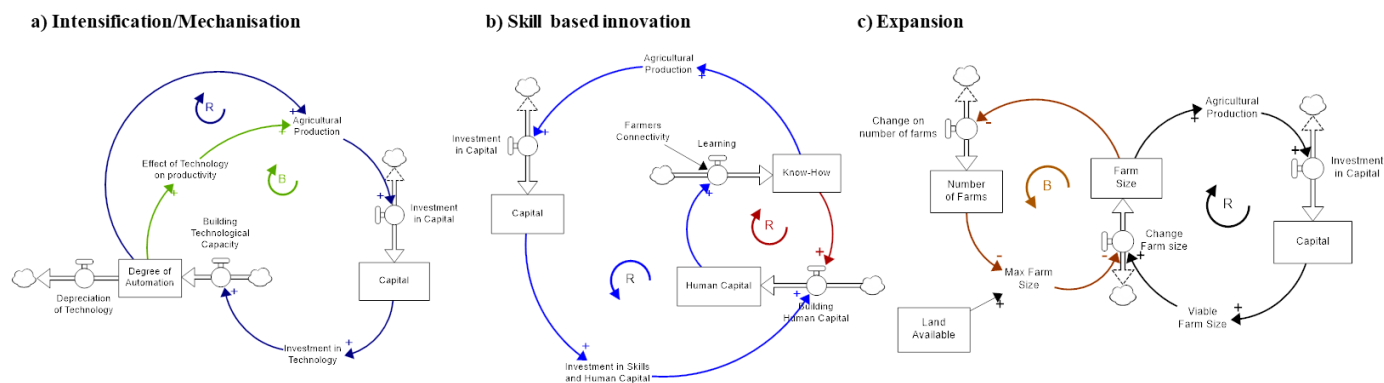 a) Intensification/Mechanisation
R
+
Agricultural
Production
+
Effect of Technology
on productivity
+
B
+
Investment
in Capital
Building
Technological
Capacity
Degree of
Automation
Depreciation
of Technology
+
Capital
+
Investment in
Technology
b) Skill based innovation
Agricultural
Production
+
Investment
in Capital
+
Farmers
Connectivity
Learning
Know-How
+
R
Capital
+
R
Human Capital
+
Building
Human Capital
+
Investment in Skills
and Human Capital
c) Expansion
Change on
number of farms
-
Agricultural
Production
+
+
Investment
in Capital
Number
of Farms
B
Farm
Size
R
Change
Farm size
-
+
Capital
-
Max Farm
Size
+
Land
Available
Viable
Farm Size
+